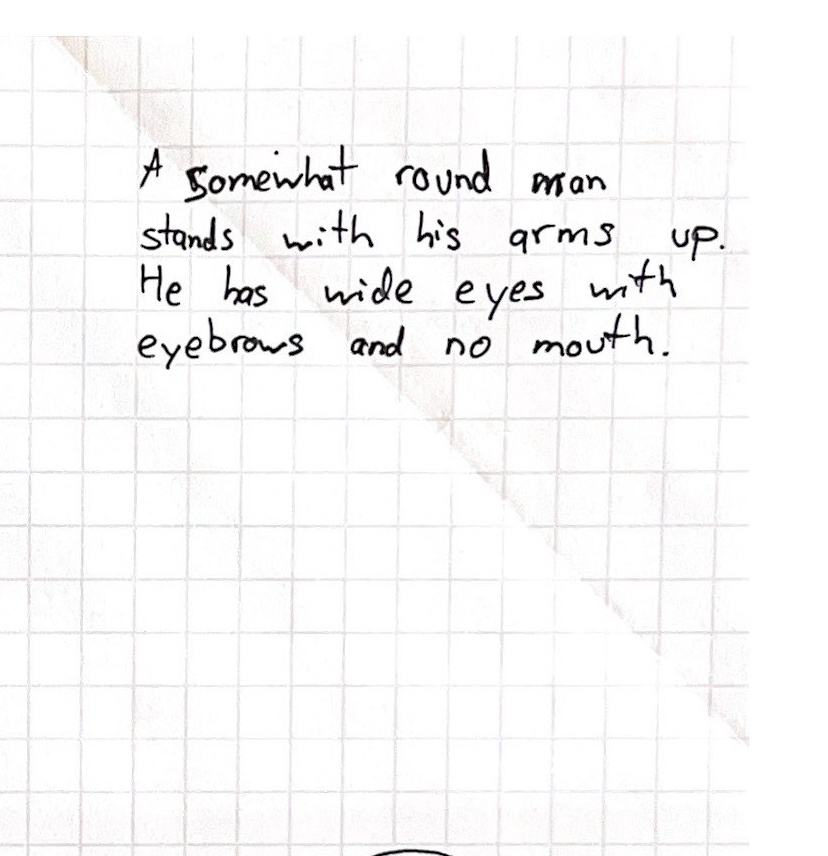 A somewhat round man
stands with his arms up.
He has wide eyes with
eyebrows and no mouth.